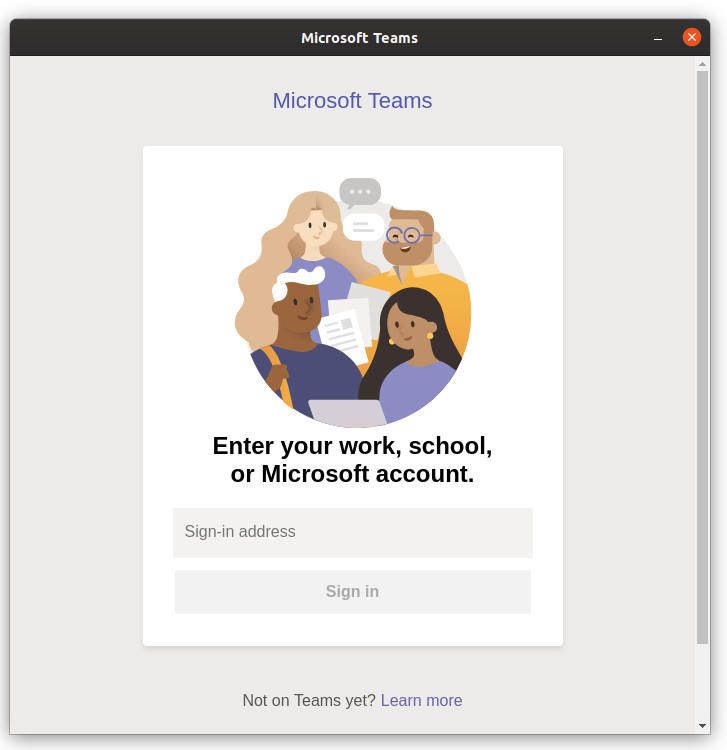 Microsoft Teams
Microsoft Teams
Enter your work, school,
or Microsoft account.
Sign-in address
Sign in
Not on Teams yet? Learn more